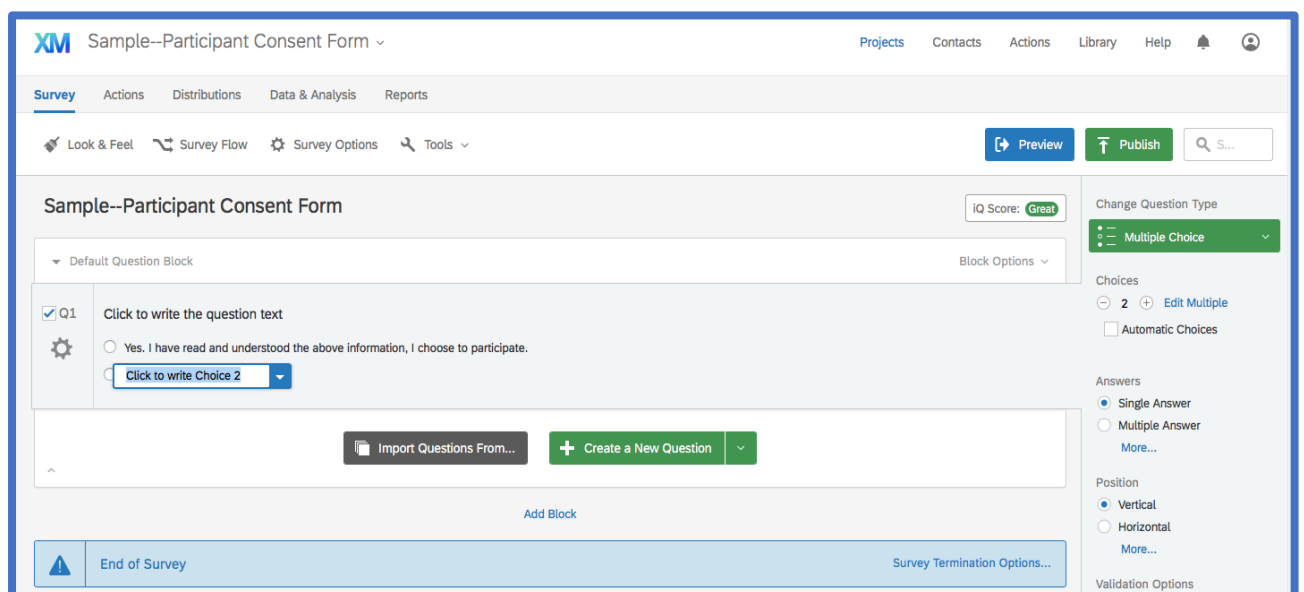 XM Sample--Participant Consent Form Projects Contacts Actions Library Help
Survey Actions Distributions Data & Analysis Reports
Look & Feel Survey Flow Survey Options Tools Preview Publish S...
Sample--Participant Consent Form
iQ Score: Great
Default Question Block Block Options
Q1 Click to write the question text
Yes. I have read and understood the above information, I choose to participate.
Click to write Choice 2
Import Questions From... Create a New Question
Add Block
End of Survey Survey Termination Options...
Change Question Type
Multiple Choice
Choices
2 Edit Multiple
Automatic Choices
Answers
Single Answer
Multiple Answer
More...
Position
Vertical
Horizontal
More...
Validation Options